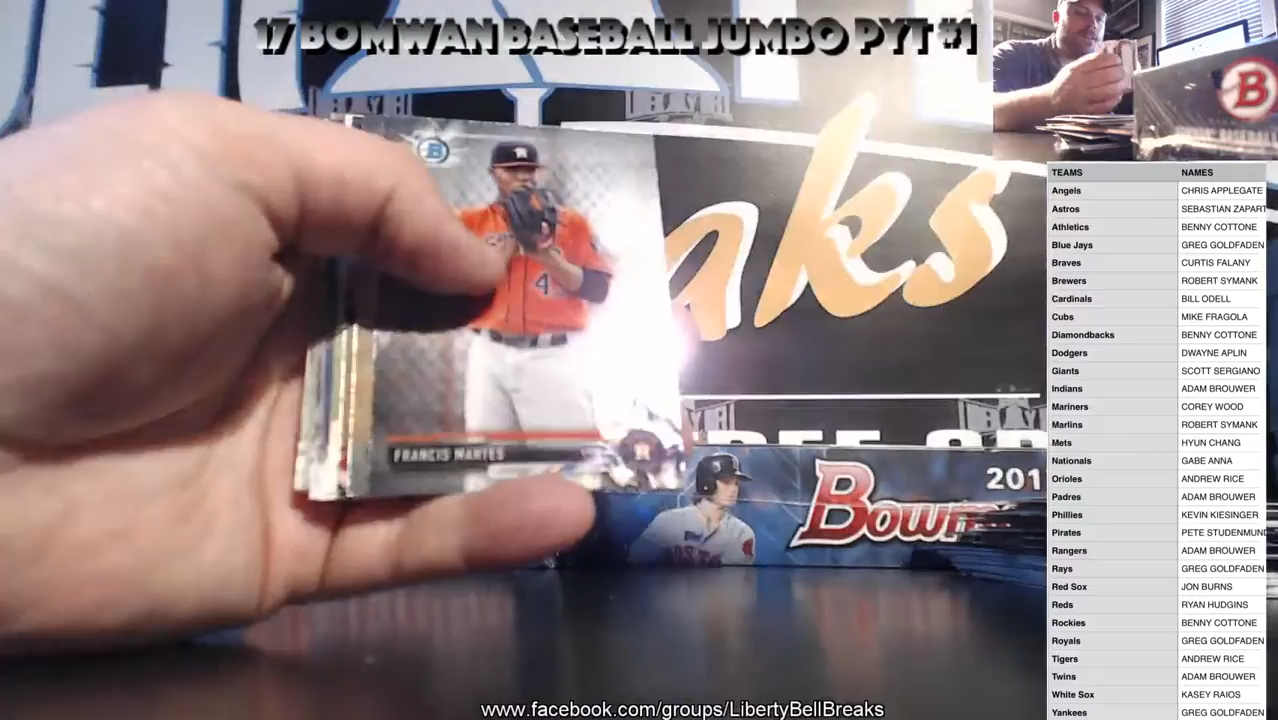 17 BOMWAN BASEBALL JUMBO PYT #1
B
aks
4
FRANCIS MARTES
201
Bowm
B
TEAMS NAMES
Angels CHRIS APPLEGATE
Astros SEBASTIAN ZAPART
Athletics BENNY COTTONE
Blue Jays GREG GOLDFADEN
Braves CURTIS FALANY
Brewers ROBERT SYMANK
Cardinals BILL ODELL
Cubs MIKE FRAGOLA
Diamondbacks BENNY COTTONE
Dodgers DWAYNE APLIN
Giants SCOTT SERGIANO
Indians ADAM BROUWER
Mariners COREY WOOD
Marlins ROBERT SYMANK
Mets HYUN CHANG
Nationals GABE ANNA
Orioles ANDREW RICE
Padres ADAM BROUWER
Phillies KEVIN KIESINGER
Pirates PETE STUDENMUND
Rangers ADAM BROUWER
Rays GREG GOLDFADEN
Red Sox JON BURNS
Reds RYAN HUDGINS
Rockies BENNY COTTONE
Royals GREG GOLDFADEN
Tigers ANDREW RICE
Twins ADAM BROUWER
White Sox KASEY RAIOS
Yankees GREG GOLDFADEN
www.facebook.com/groups/LibertyBellBreaks